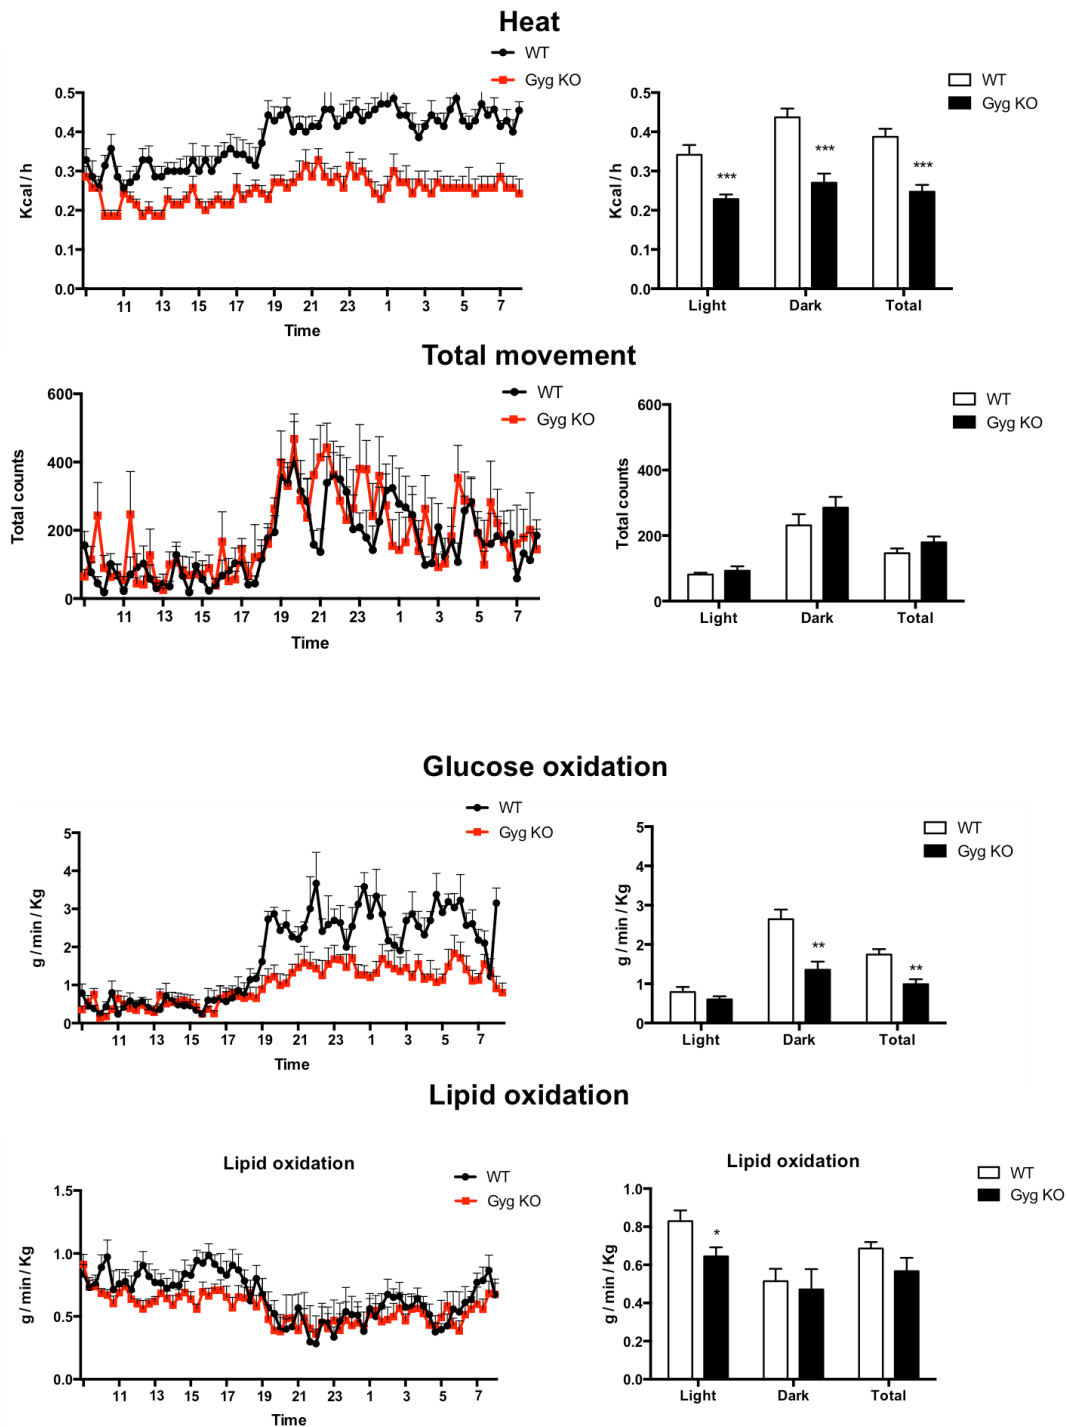 Heat
WT
Gyg KO
0.5
0.4
0.3
0.2
0.1
0.0
Kcal / h
11 13 15 17 19 21 23 1 3 5 7
Time
WT
Gyg KO
0.5
0.4
0.3
0.2
0.1
0.0
Kcal / h
*** *** ***
Light Dark Total
Total movement
WT
Gyg KO
600
400
200
0
Total counts
11 13 15 17 19 21 23 1 3 5 7
Time
WT
Gyg KO
600
400
200
0
Total counts
Light Dark Total
Glucose oxidation
WT
Gyg KO
5
4
3
2
1
0
g / min / Kg
11 13 15 17 19 21 23 1 3 5 7
Time
WT
Gyg KO
5
4
3
2
1
0
g / min / Kg
** **
Light Dark Total
Lipid oxidation
Lipid oxidation
WT
Gyg KO
1.5
1.0
0.5
0.0
g / min / Kg
11 13 15 17 19 21 23 1 3 5 7
Time
Lipid oxidation
WT
Gyg KO
1.0
0.8
0.6
0.4
0.2
0.0
g / min / Kg
*
Light Dark Total